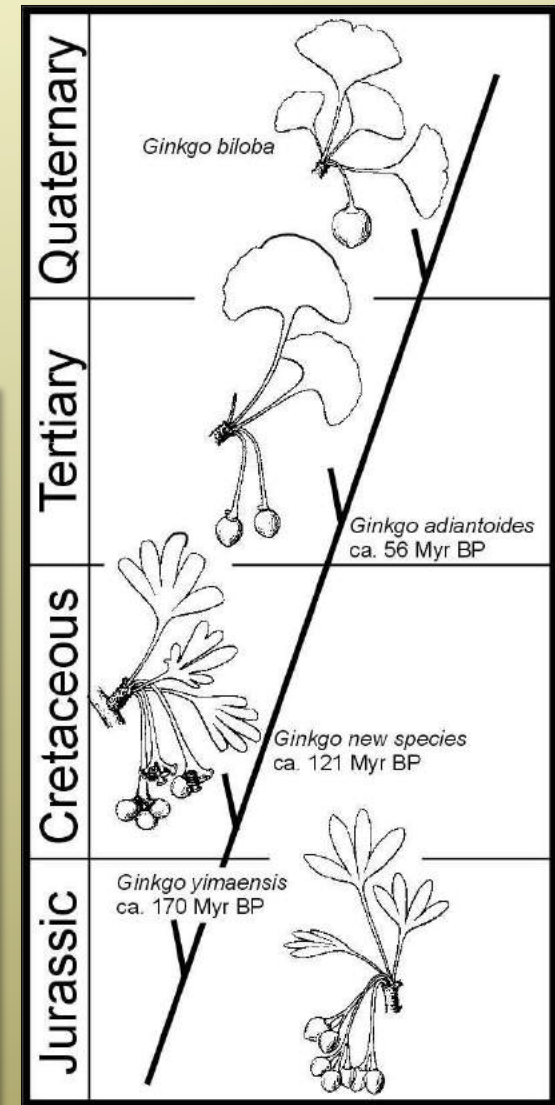 Quaternary
Ginkgo biloba
Tertiary
Ginkgo adiantoides
ca. 56 Myr BP
Cretaceous
Ginkgo new species
ca. 121 Myr BP
Jurassic
Ginkgo yimaensis
ca. 170 Myr BP